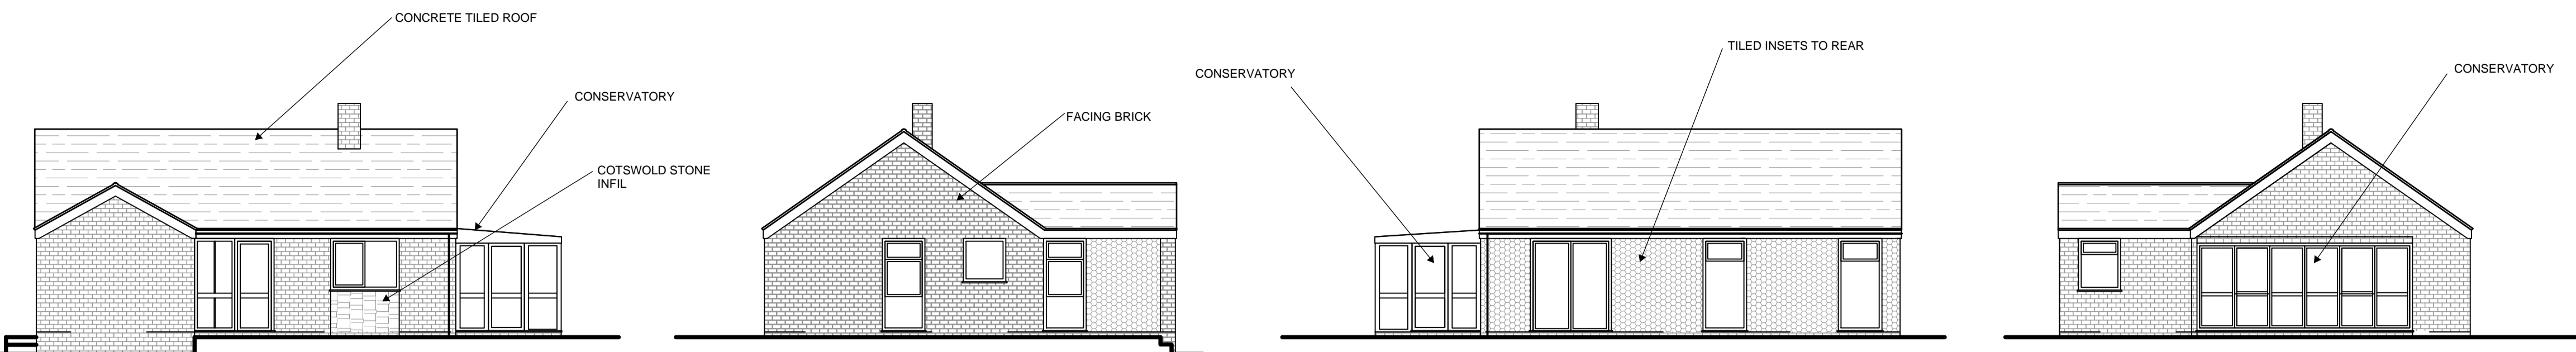 CONCRETE TILED ROOF
CONSERVATORY
COTSWOLD STONE
INFIL
FACING BRICK
CONSERVATORY
TILED INSETS TO REAR
CONSERVATORY